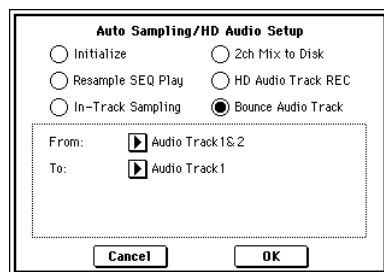 Auto Sampling/HD Audio Setup
Initialize
2ch Mix to Disk
Resample SEQ Play
HD Audio Track REC
In-Track Sampling
Bounce Audio Track
From: Audio Track1&2
To: Audio Track1
Cancel OK